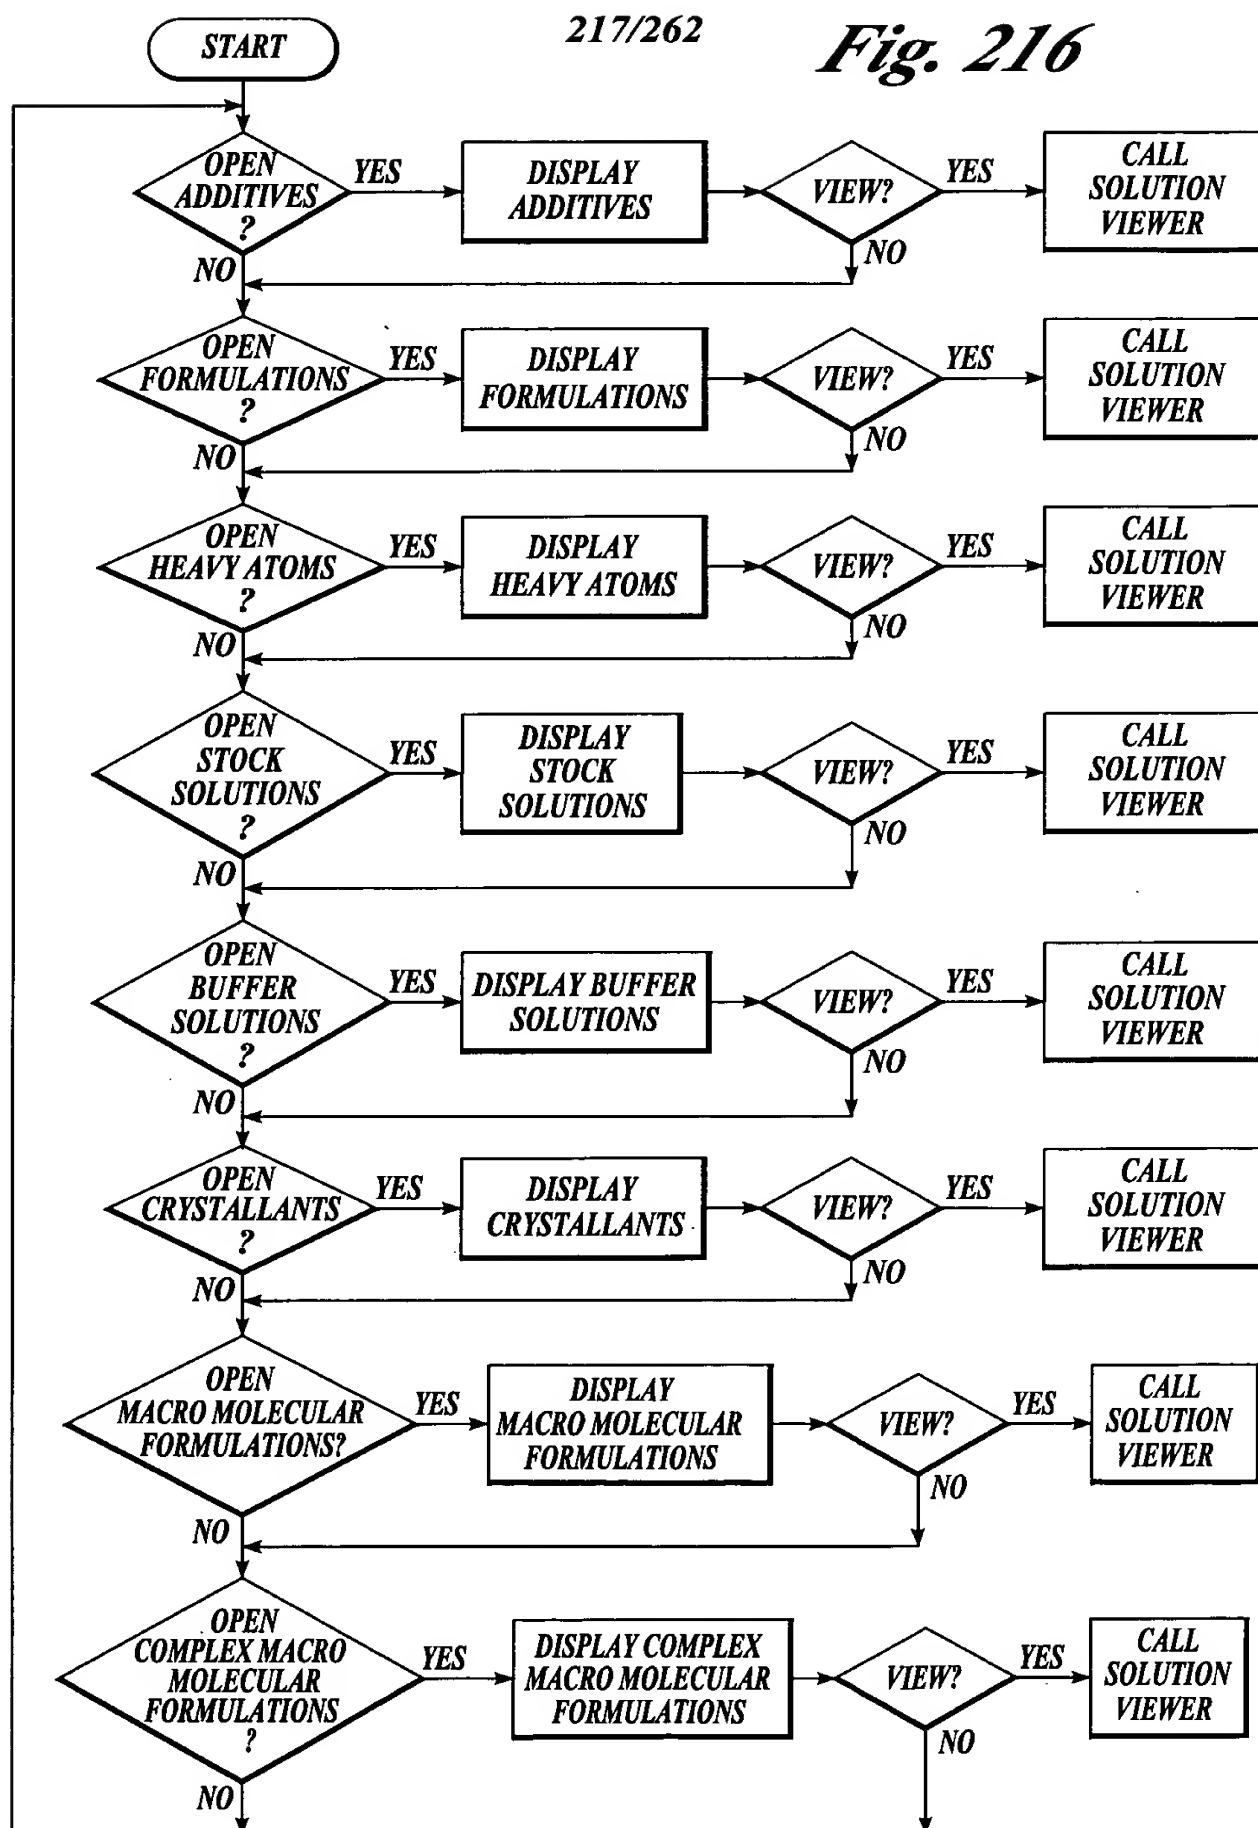 217/262
Fig. 216
START
OPEN
ADDITIVES
?
YES
DISPLAY
ADDITIVES
VIEW?
YES
CALL
SOLUTION
VIEWER
NO
NO
OPEN
FORMULATIONS
?
YES
DISPLAY
FORMULATIONS
VIEW?
YES
CALL
SOLUTION
VIEWER
NO
NO
OPEN
HEAVY ATOMS
?
YES
DISPLAY
HEAVY ATOMS
VIEW?
YES
CALL
SOLUTION
VIEWER
NO
NO
OPEN
STOCK
SOLUTIONS
?
YES
DISPLAY
STOCK
SOLUTIONS
VIEW?
YES
CALL
SOLUTION
VIEWER
NO
NO
OPEN
BUFFER
SOLUTIONS
?
YES
DISPLAY BUFFER
SOLUTIONS
VIEW?
YES
CALL
SOLUTION
VIEWER
NO
NO
OPEN
CRYSTALLANTS
?
YES
DISPLAY
CRYSTALLANTS
VIEW?
YES
CALL
SOLUTION
VIEWER
NO
NO
OPEN
MACRO MOLECULAR
FORMULATIONS?
YES
DISPLAY
MACRO MOLECULAR
FORMULATIONS
VIEW?
YES
CALL
SOLUTION
VIEWER
NO
NO
OPEN
COMPLEX MACRO
MOLECULAR
FORMULATIONS
?
YES
DISPLAY COMPLEX
MACRO MOLECULAR
FORMULATIONS
VIEW?
YES
CALL
SOLUTION
VIEWER
NO
NO